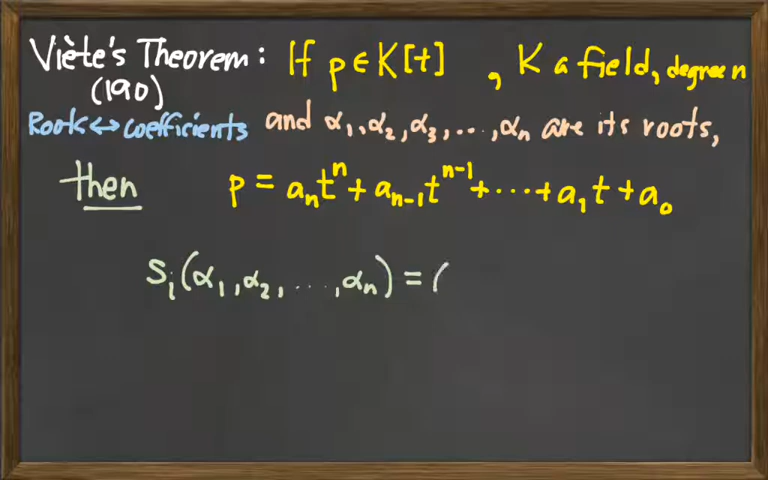 Viète's Theorem: If p ∈ K[t], K a field, degree n
(190)
Roots ↔ coefficients and α₁, α₂, α₃, ..., αₙ are its roots,
then p = aₙtⁿ + aₙ₋₁tⁿ⁻¹ + ... + a₁t + a₀
Sᵢ(α₁, α₂, ..., αₙ) = (